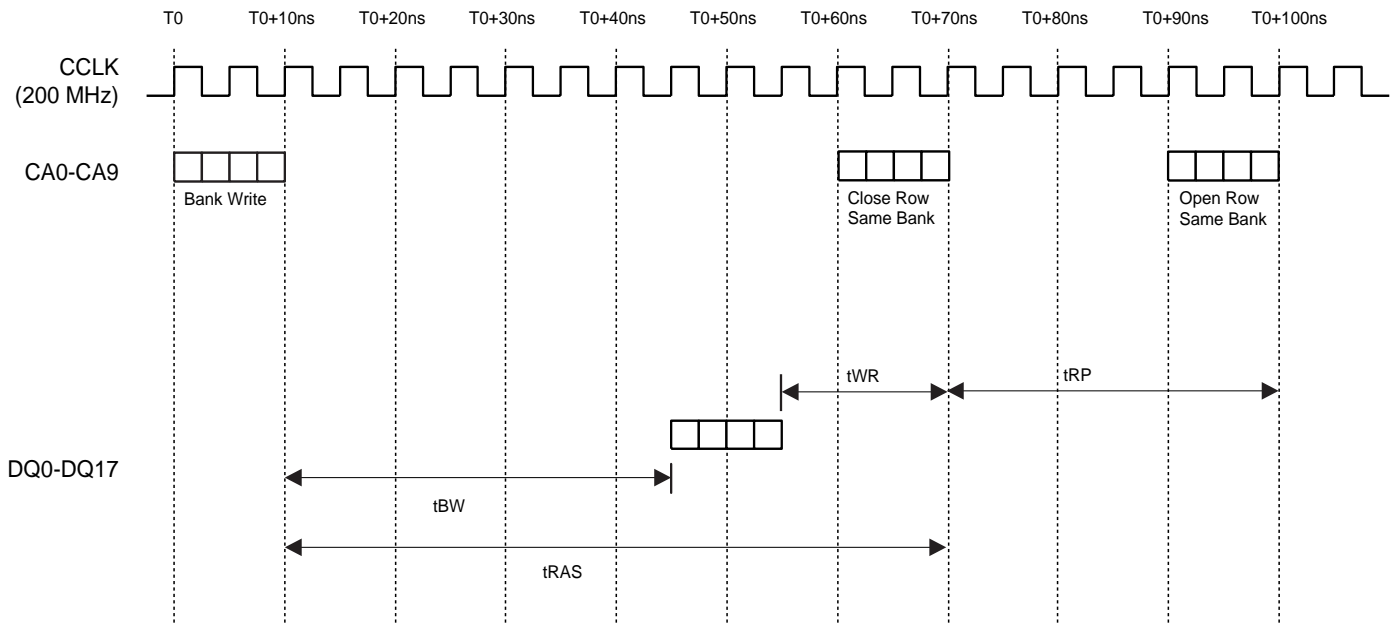 T0 T0+10ns T0+20ns T0+30ns T0+40ns T0+50ns T0+60ns T0+70ns T0+80ns T0+90ns T0+100ns
CCLK
(200 MHz)
CA0-CA9
Bank Write
Close Row
Same Bank
Open Row
Same Bank
tWR
tRP
DQ0-DQ17
tBW
tRAS